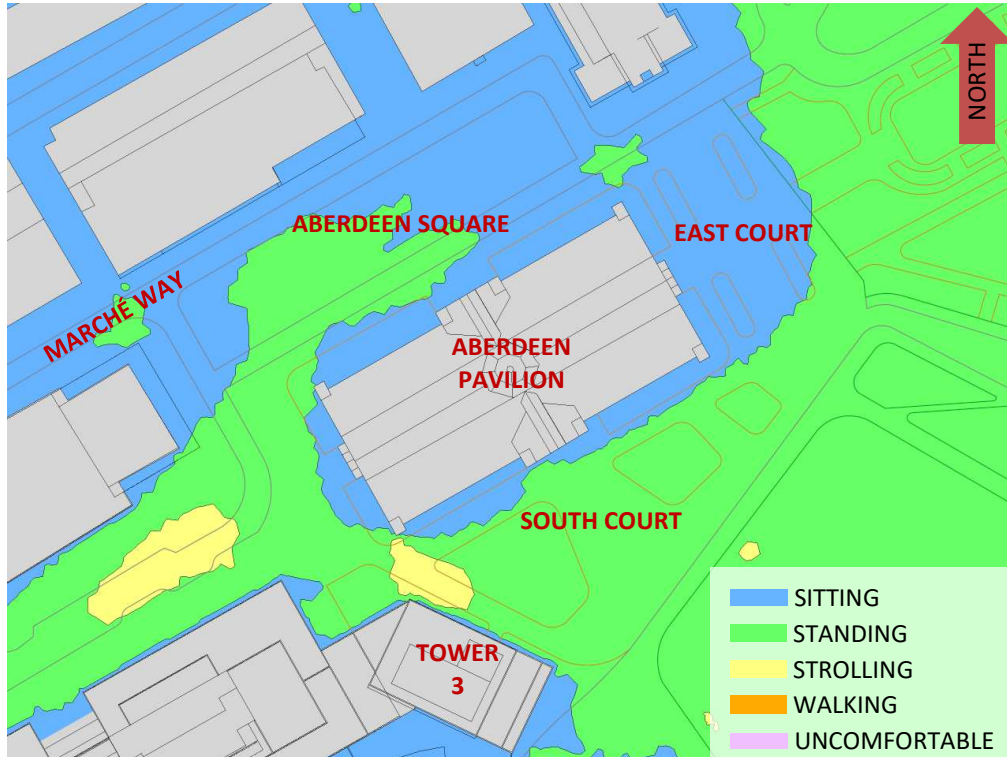 NORTH
ABERDEEN SQUARE
EAST COURT
MARCHÉ WAY
ABERDEEN
PAVILION
SOUTH COURT
TOWER
3
SITTING
STANDING
STROLLING
WALKING
UNCOMFORTABLE